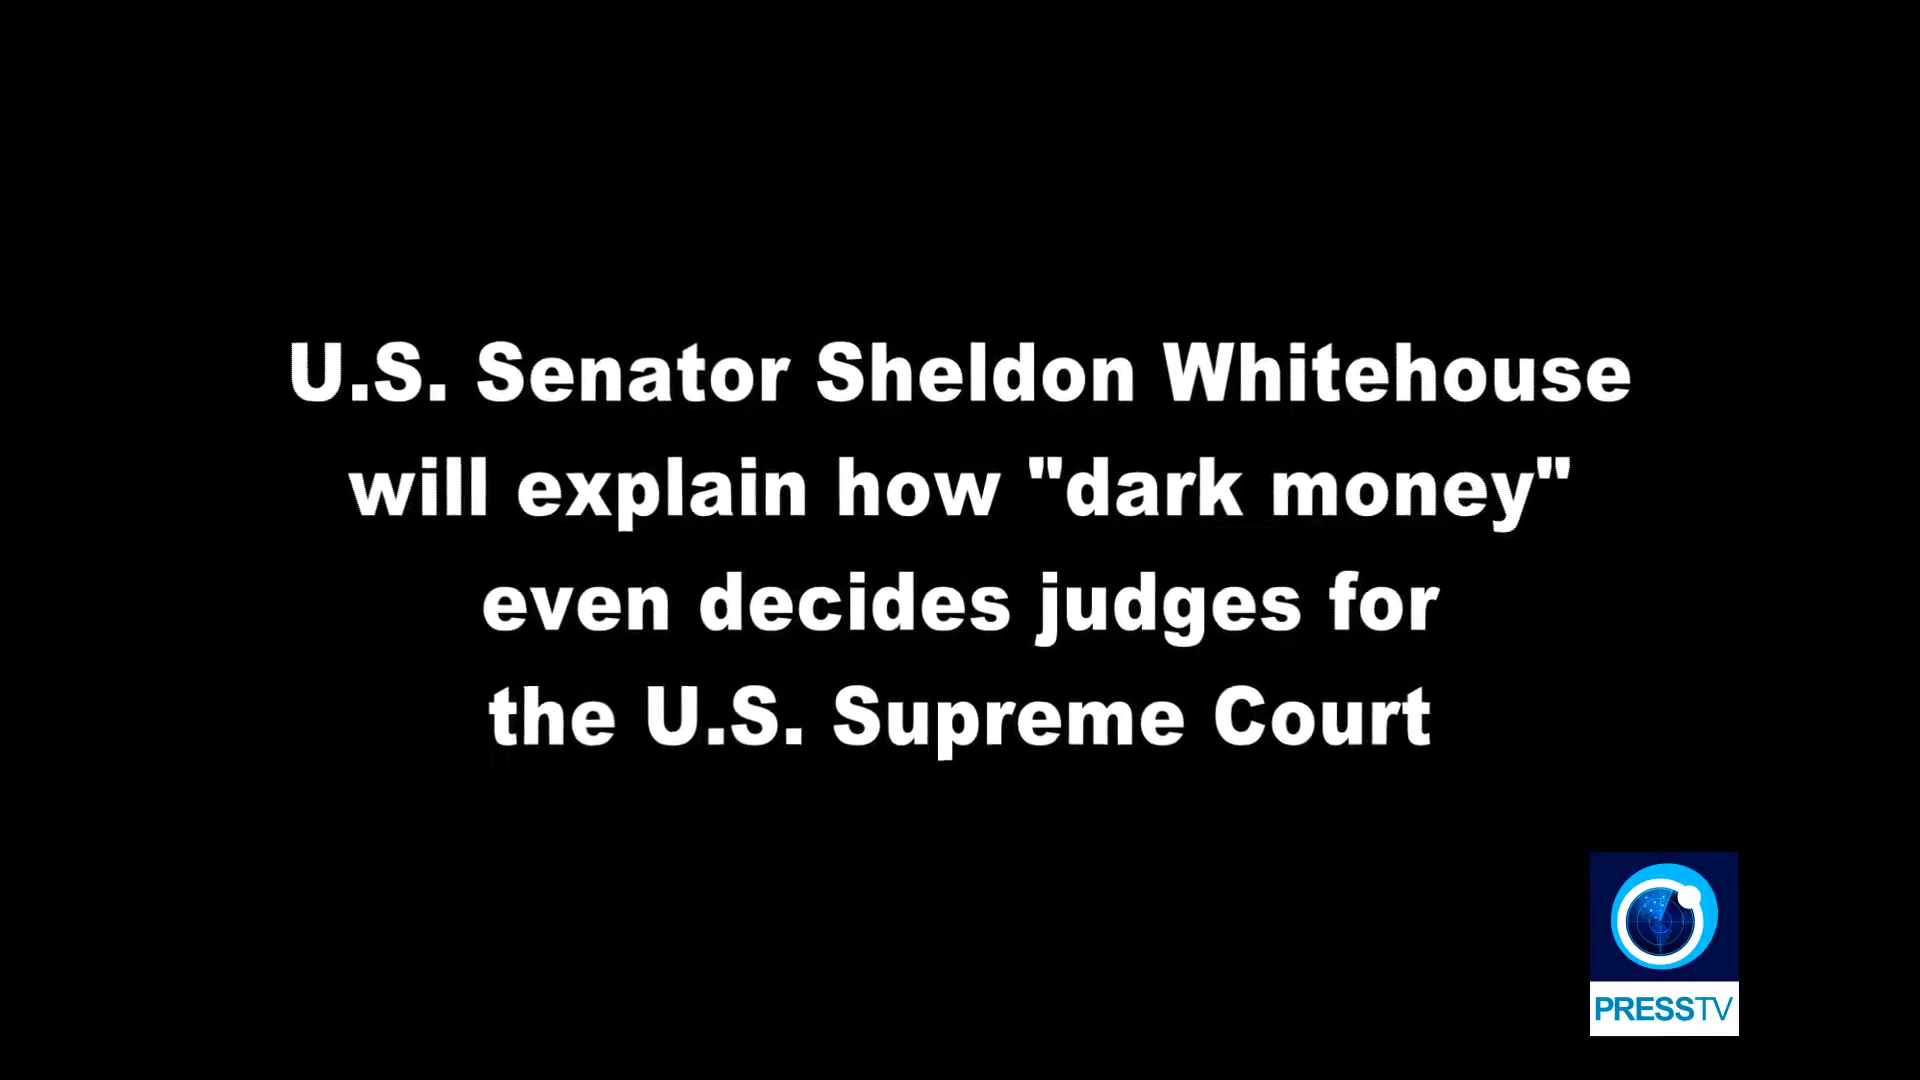 U.S. Senator Sheldon Whitehouse
will explain how "dark money"
even decides judges for
the U.S. Supreme Court
PRESSTV